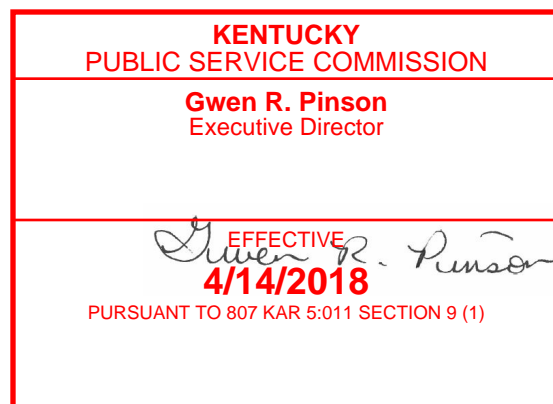 KENTUCKY
PUBLIC SERVICE COMMISSION
Gwen R. Pinson
Executive Director
Gwen R. Pinson
EFFECTIVE
4/14/2018
PURSUANT TO 807 KAR 5:011 SECTION 9 (1)